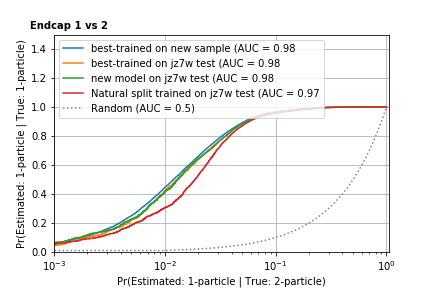 Endcap 1 vs 2
best-trained on new sample (AUC = 0.98
best-trained on jz7w test (AUC = 0.98
new model on jz7w test (AUC = 0.98
Natural split trained on jz7w test (AUC = 0.97
Random (AUC = 0.5)
Pr(Estimated: 1-particle | True: 1-particle)
1.4
1.2
1.0
0.8
0.6
0.4
0.2
0.0
10⁻³ 10⁻² 10⁻¹ 10⁰
Pr(Estimated: 1-particle | True: 2-particle)